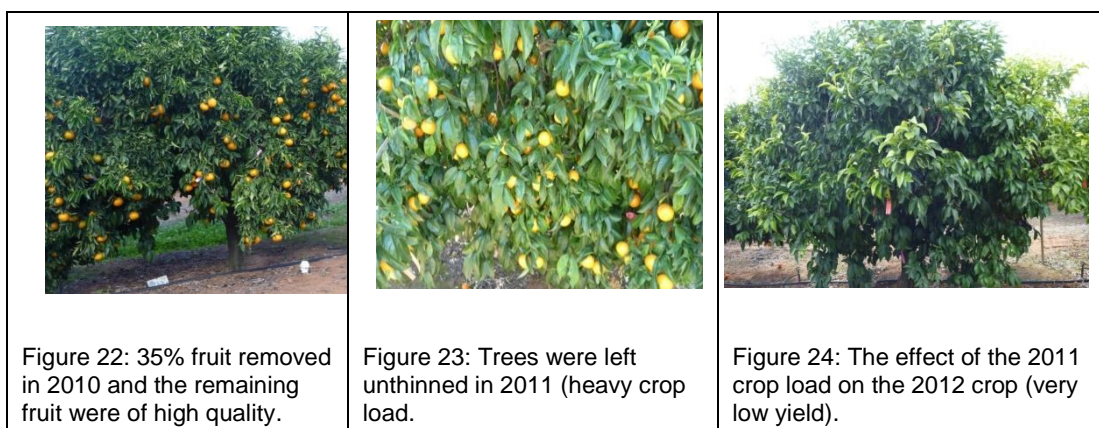 Figure 22: 35% fruit removed
in 2010 and the remaining
fruit were of high quality.
Figure 23: Trees were left
unthinned in 2011 (heavy crop
load.
Figure 24: The effect of the 2011
crop load on the 2012 crop (very
low yield).